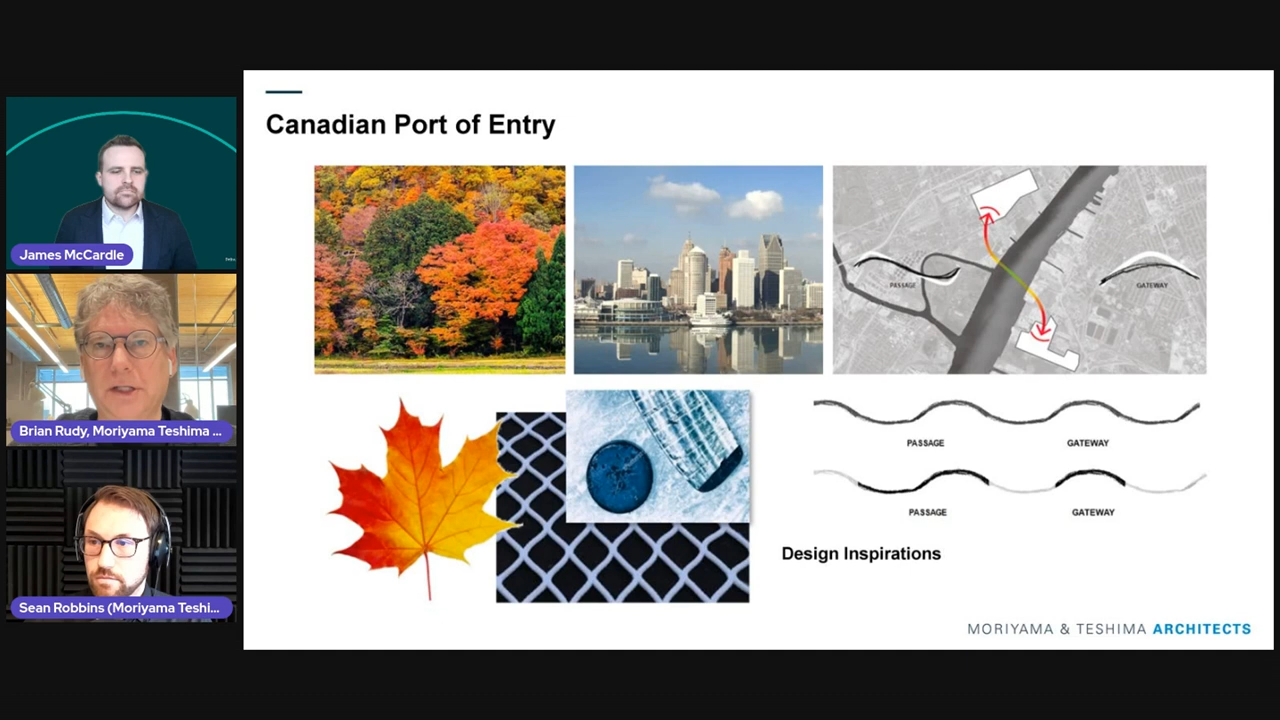 James McCardle
Brian Rudy, Moriyama Teshima ...
Sean Robbins (Moriyama Teshi...
Canadian Port of Entry
PASSAGE
GATEWAY
PASSAGE
GATEWAY
PASSAGE
GATEWAY
Design Inspirations
MORIYAMA & TESHIMA ARCHITECTS